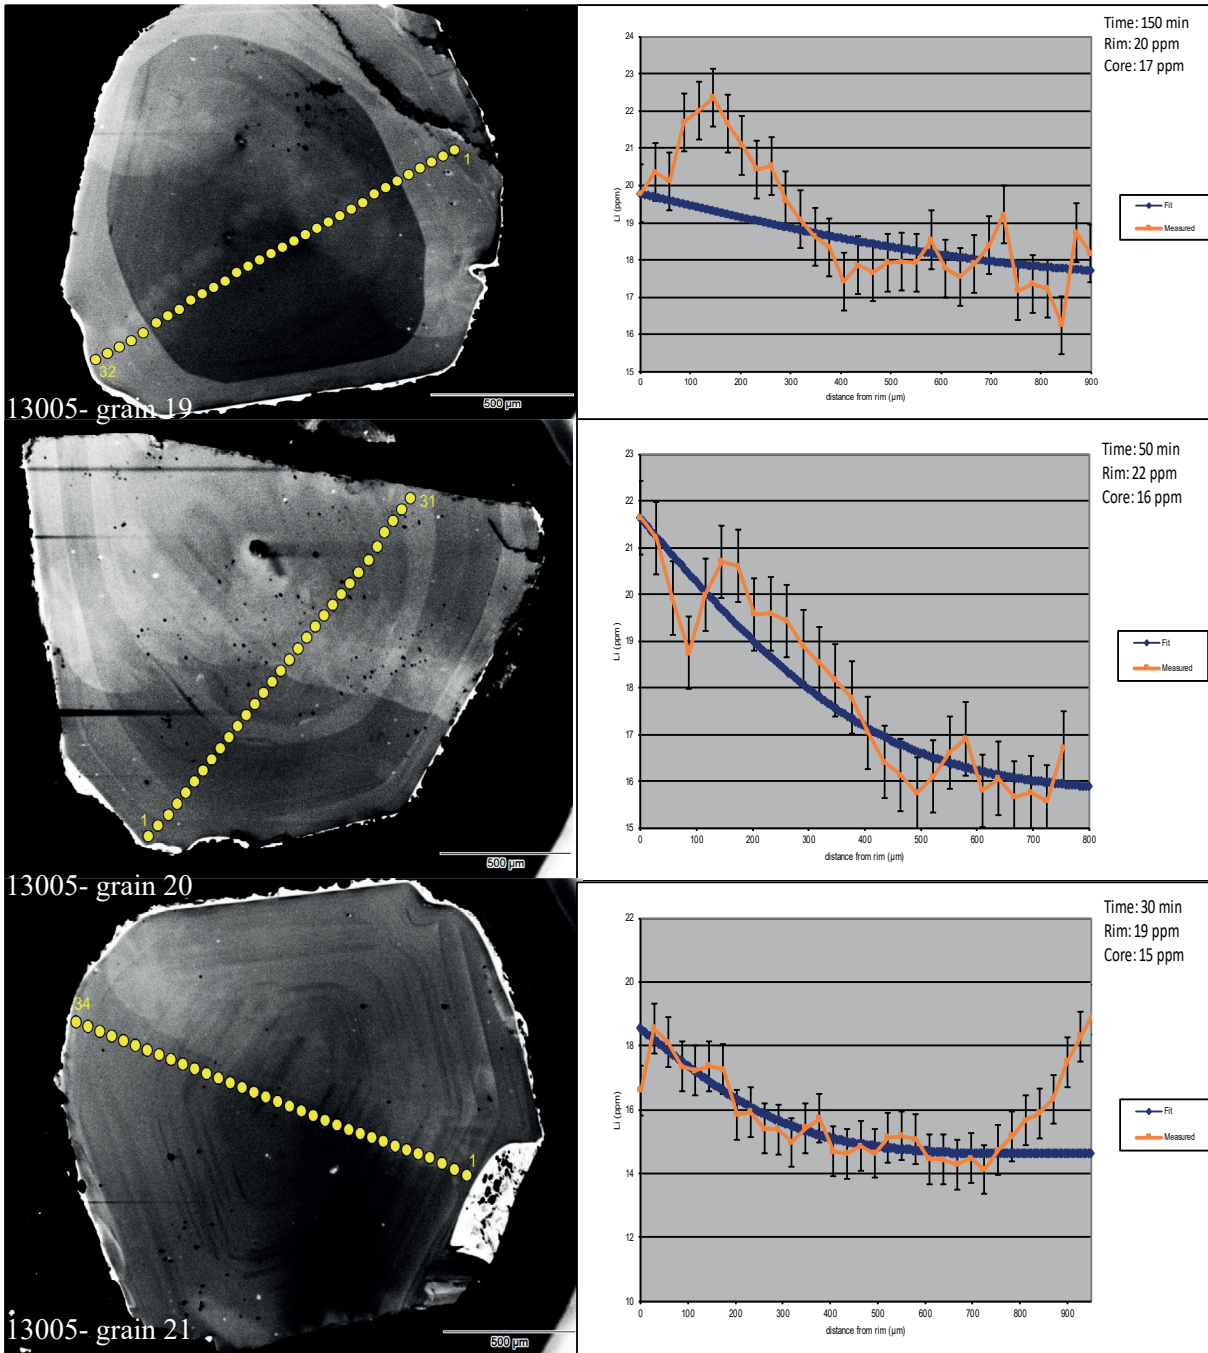 1
32
500 µm
13005- grain 19
Time: 150 min
Rim: 20 ppm
Core: 17 ppm
24
23
22
21
20
19
18
17
16
15
Li (ppm)
0 100 200 300 400 500 600 700 800 900
distance from rim (µm)
Fit
Measured
31
1
500 µm
13005- grain 20
Time: 50 min
Rim: 22 ppm
Core: 16 ppm
23
22
21
20
19
18
17
16
15
Li (ppm)
0 100 200 300 400 500 600 700 800
distance from rim (µm)
Fit
Measured
34
1
500 µm
13005- grain 21
Time: 30 min
Rim: 19 ppm
Core: 15 ppm
22
20
18
16
14
12
10
Li (ppm)
0 100 200 300 400 500 600 700 800 900
distance from rim (µm)
Fit
Measured